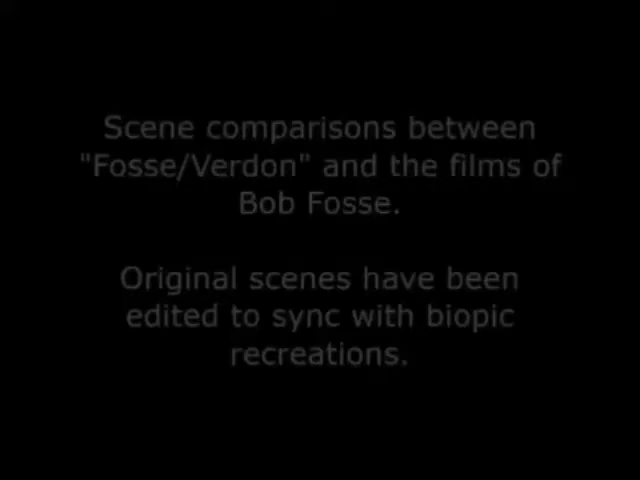 Scene comparisons between
"Fosse/Verdon" and the films of
Bob Fosse.
Original scenes have been
edited to sync with biopic
recreations.